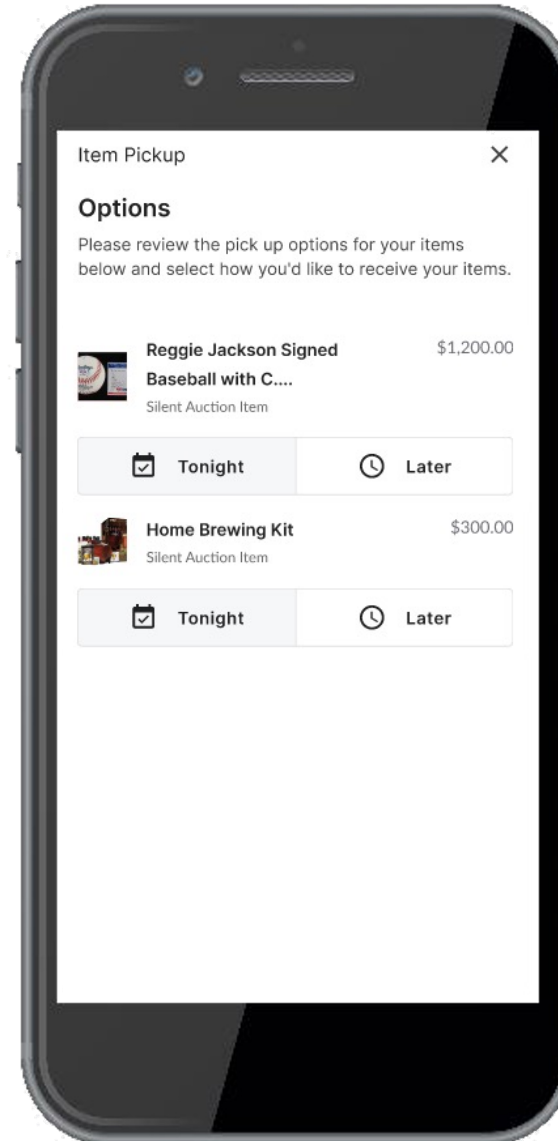 Item Pickup
Options
Please review the pick up options for your items
below and select how you'd like to receive your items.
Reggie Jackson Signed $1,200.00
Baseball with C....
Silent Auction Item
Tonight Later
Home Brewing Kit $300.00
Silent Auction Item
Tonight Later